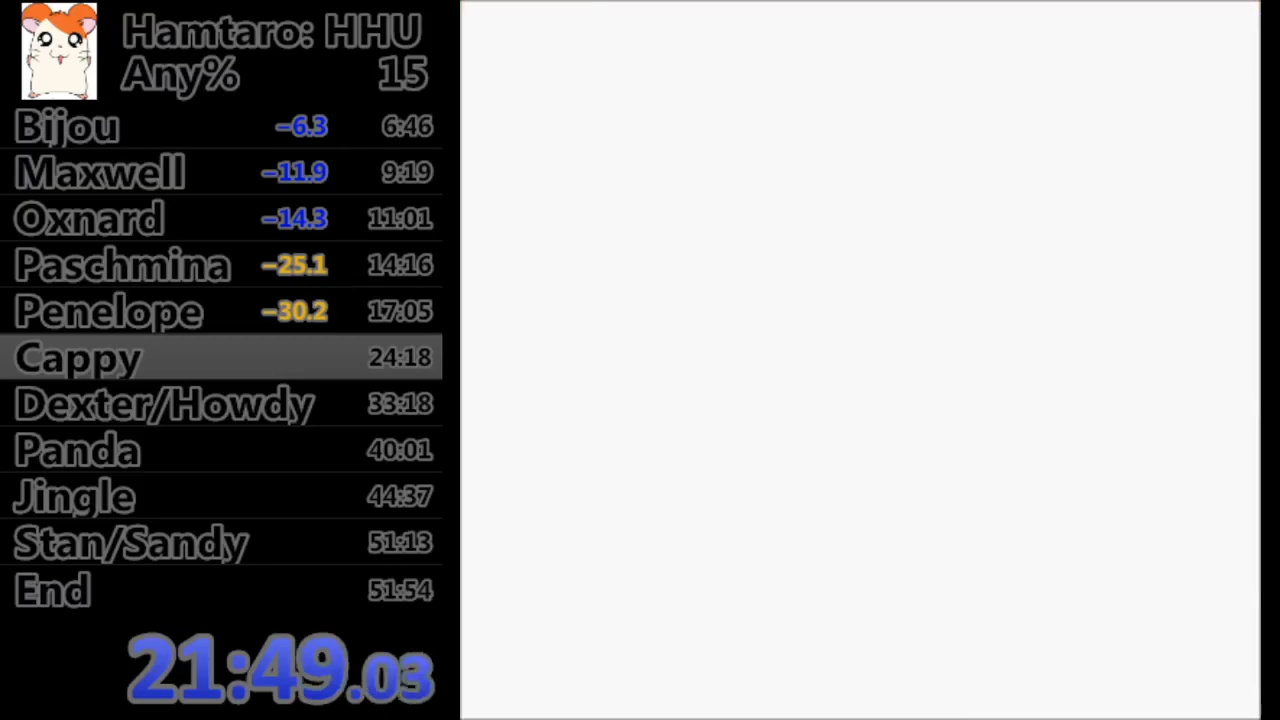 Hamtaro: HHU
Any% 15
Bijou -6.3 6:46
Maxwell -11.9 9:19
Oxnard -14.3 11:01
Paschmina -25.1 14:16
Penelope -30.2 17:05
Cappy 24:18
Dexter/Howdy 33:18
Panda 40:01
Jingle 44:37
Stan/Sandy 51:13
End 51:54
21:49.03